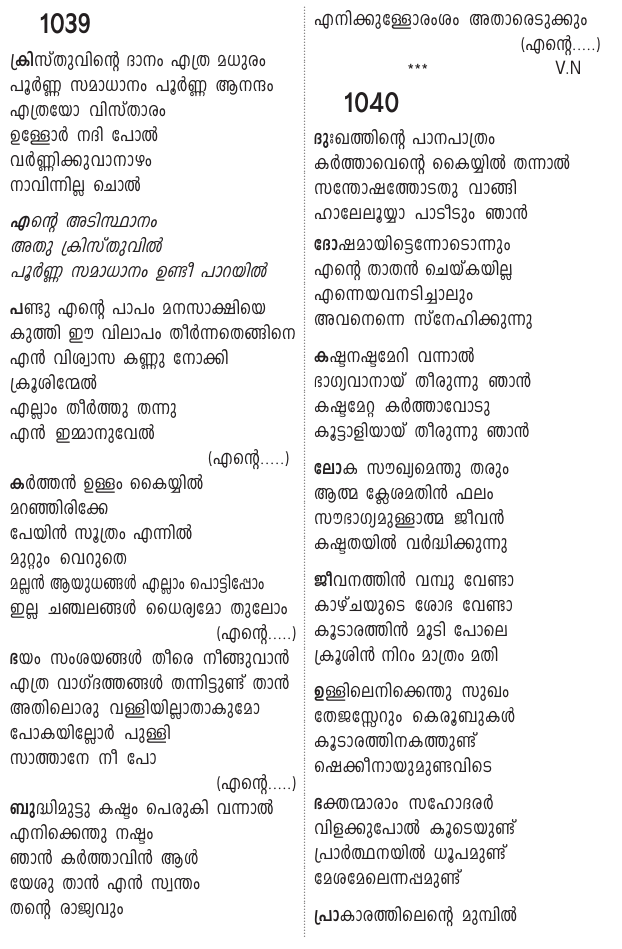 1039
ക്രിസ്തുവിന്റെ ദാനം എത്ര മധുരം
പൂർണ്ണ സമാധാനം പൂർണ്ണ ആനന്ദം
എത്രയോ വിസ്താരം
ഉള്ളോർ നദി പോൽ
വർണ്ണിക്കുവാനാഴം
നാവിന്നില്ല ചൊൽ
എന്റെ അടിസ്ഥാനം
അതു ക്രിസ്തുവിൽ
പൂർണ്ണ സമാധാനം ഉണ്ടീ പാറയിൽ
പണ്ടു എന്റെ പാപം മനസാക്ഷിയെ
കുത്തി ഈ വിലാപം തീർന്നതെങ്ങിനെ
എൻ വിശ്വാസ കണ്ണു നോക്കി
ക്രൂശിന്മേൽ
എല്ലാം തീർത്തു തന്നു
എൻ ഇമ്മാനുവേൽ
(എന്റെ.....)
കർത്തൻ ഉള്ളം കൈയ്യിൽ
മറഞ്ഞിരിക്കേ
പേയിൻ സൂത്രം എന്നിൽ
മുറ്റും വെറുതെ
മല്ലൻ ആയുധങ്ങൾ എല്ലാം പൊട്ടിപ്പോം
ഇല്ല ചഞ്ചലങ്ങൾ ധൈര്യമോ തുലോം
(എന്റെ.....)
ഭയം സംശയങ്ങൾ തീരെ നീങ്ങുവാൻ
എത്ര വാഗ്ദത്തങ്ങൾ തന്നിട്ടുണ്ട് താൻ
അതിലൊരു വള്ളിയില്ലാതാകുമോ
പോകയില്ലോർ പുള്ളി
സാത്താനേ നീ പോ
(എന്റെ.....)
ബുദ്ധിമുട്ടു കഷ്ടം പെരുകി വന്നാൽ
എനിക്കെന്തു നഷ്ടം
ഞാൻ കർത്താവിൻ ആൾ
യേശു താൻ എൻ സ്വന്തം
തന്റെ രാജ്യവും
എനിക്കുള്ളോരംശം അതാരെടുക്കും
(എന്റെ.....)
*** V.N
1040
ദുഃഖത്തിന്റെ പാനപാത്രം
കർത്താവെന്റെ കൈയ്യിൽ തന്നാൽ
സന്തോഷത്തോടതു വാങ്ങി
ഹാലേലൂയ്യാ പാടീടും ഞാൻ
ദോഷമായിട്ടെന്നോടൊന്നും
എന്റെ താതൻ ചെയ്കയില്ല
എന്നെയവനടിച്ചാലും
അവനെന്നെ സ്നേഹിക്കുന്നു
കഷ്ടനഷ്ടമേറി വന്നാൽ
ഭാഗ്യവാനായ് തീരുന്നു ഞാൻ
കഷ്ടമേറ്റ കർത്താവോടു
കൂട്ടാളിയായ് തീരുന്നു ഞാൻ
ലോക സൗഖ്യമെന്തു തരും
ആത്മ ക്ലേശമതിൻ ഫലം
സൗഭാഗ്യമുള്ളാത്മ ജീവൻ
കഷ്ടതയിൽ വർദ്ധിക്കുന്നു
ജീവനത്തിൻ വമ്പു വേണ്ടാ
കാഴ്ചയുടെ ശോഭ വേണ്ടാ
കൂടാരത്തിൻ മൂടി പോലെ
ക്രൂശിൻ നിറം മാത്രം മതി
ഉള്ളിലെനിക്കെന്തു സുഖം
തേജസ്സേറും കെരൂബുകൾ
കൂടാരത്തിനകത്തുണ്ട്
ഷെക്കീനായുമുണ്ടവിടെ
ഭക്തന്മാരാം സഹോദരർ
വിളക്കുപോൽ കൂടെയുണ്ട്
പ്രാർത്ഥനയിൽ ധൂപമുണ്ട്
മേശമേലെന്നപ്പമുണ്ട്
പ്രാകാരത്തിലെന്റെ മുമ്പിൽ